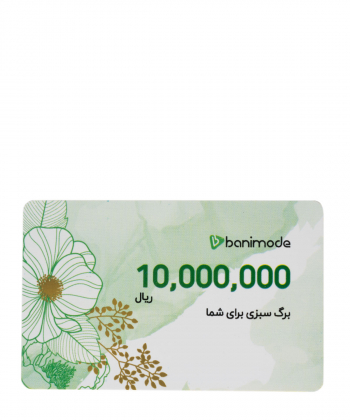 banimode
10,000,000
ریال
برگ سبزی برای شما